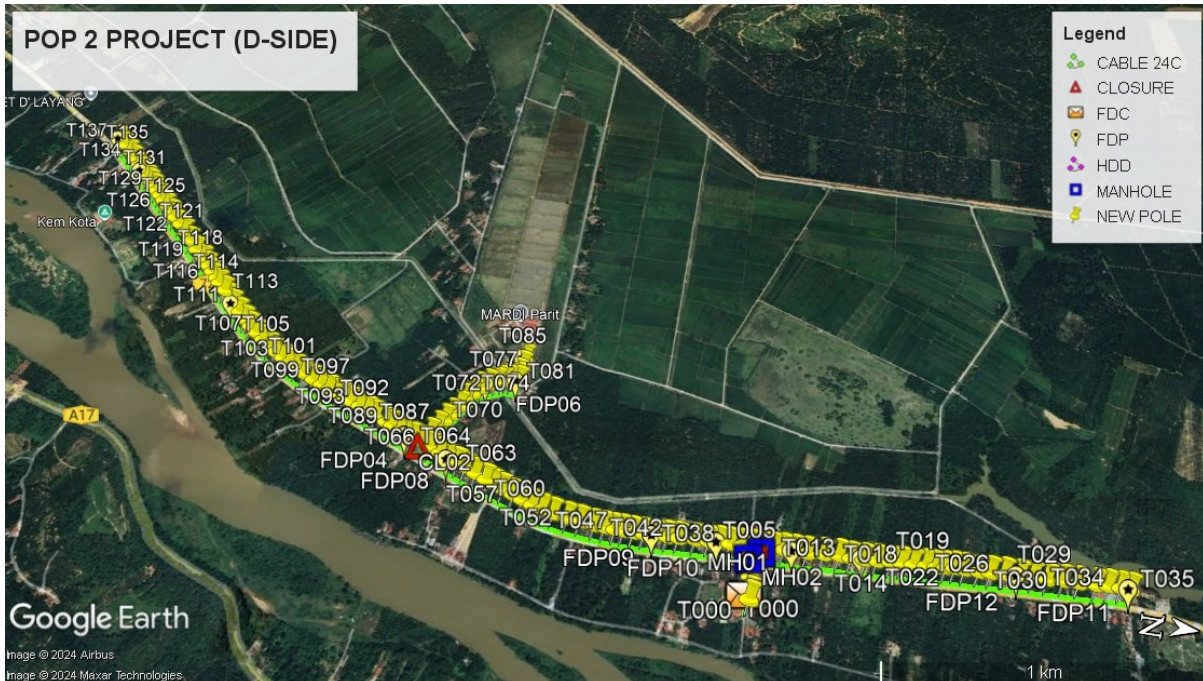 POP 2 PROJECT (D-SIDE)
Legend
CABLE 24C
CLOSURE
FDC
FDP
HDD
MANHOLE
NEW POLE
ET D' LAYANG
T137
T135
T134
T131
T129
T125
T126
Kem Kota
T121
T122
T118
T119
T114
T116
T113
T111
T107
T105
T103
T101
T099
T097
T093
T092
T089
T087
MARDI Parit
T085
T077
T081
T072
T074
T070
FDP06
A17
T066
T064
FDP04
CL02
T063
FDP08
T057
T060
T052
T047
T042
T038
T005
T013
T019
FDP09
FDP10
MH01
MH02
T018
T014
T022
T026
T029
FDP12
T030
T034
T035
FDP11
T000
T000
N
Google Earth
Image © 2024 Airbus
Image © 2024 Maxar Technologies
1 km